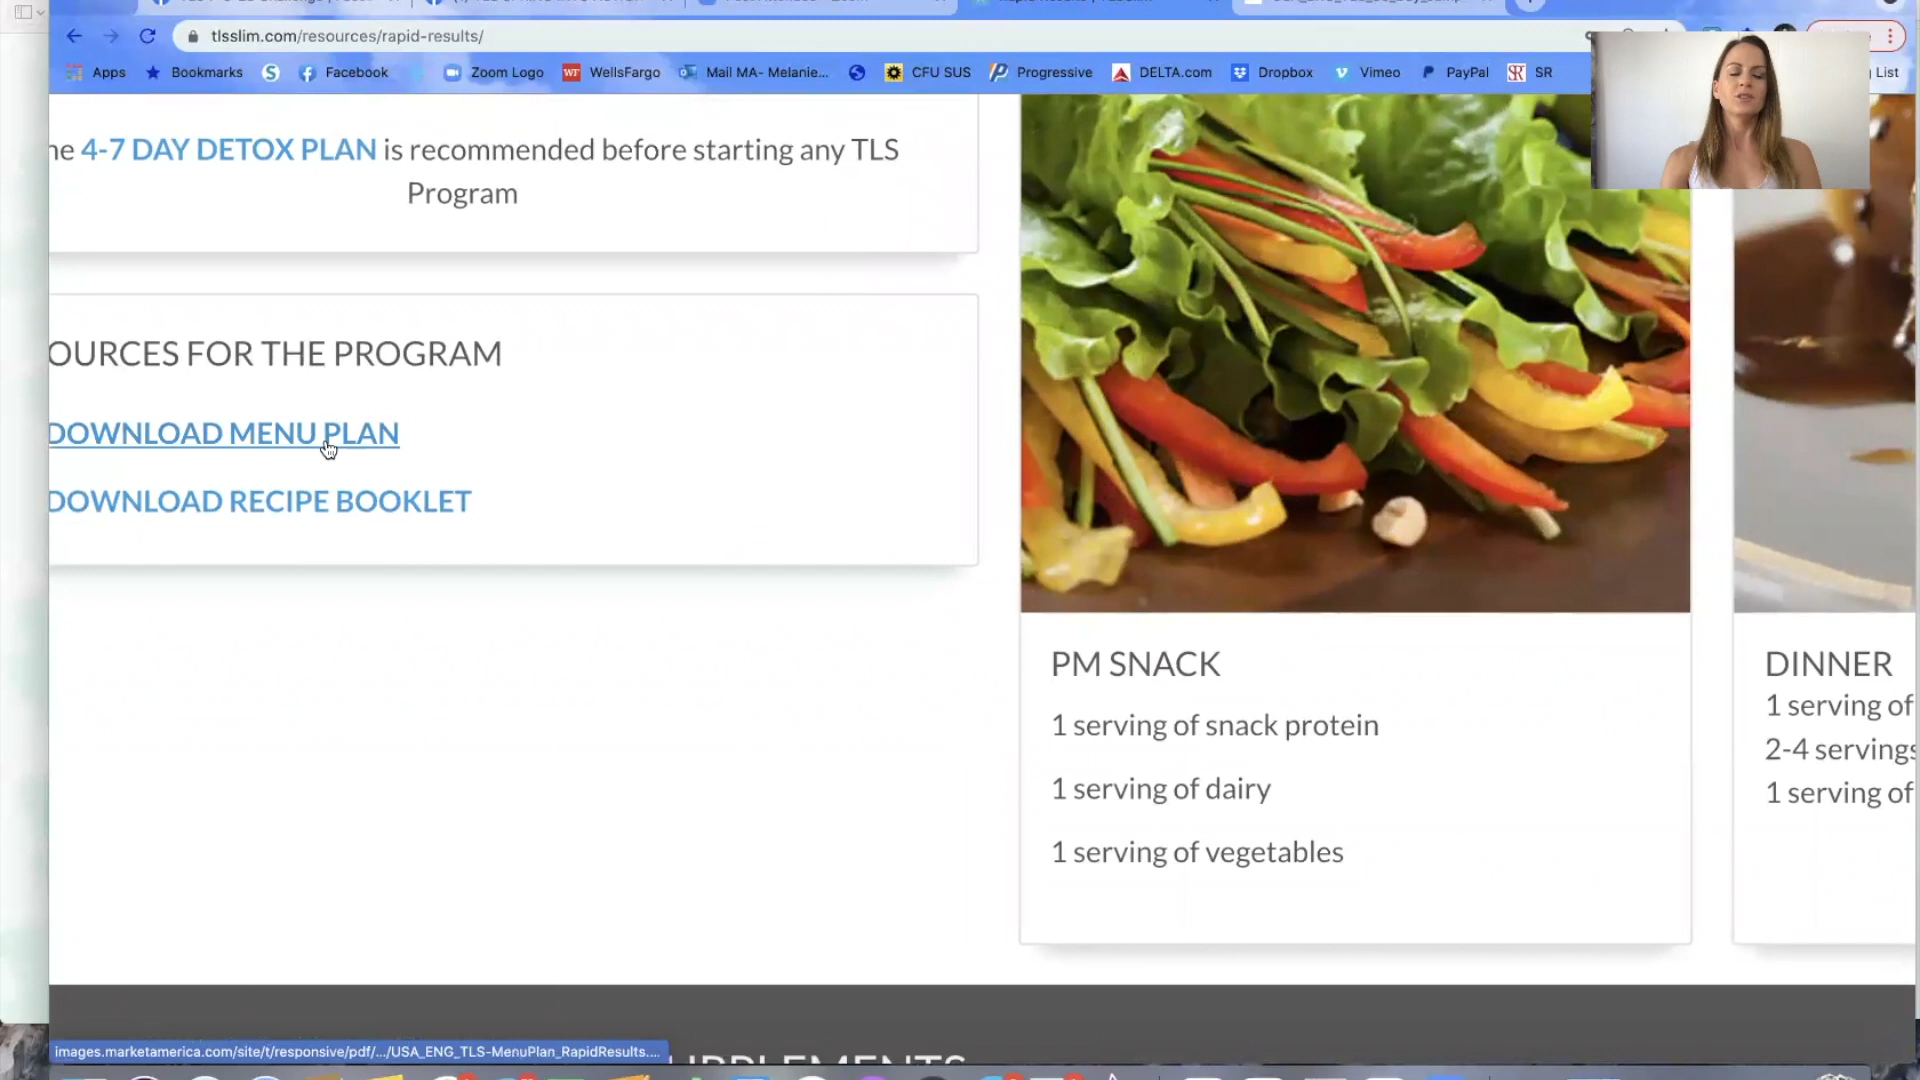 tlsslim.com/resources/rapid-results/
Apps Bookmarks Facebook Zoom Logo WellsFargo Mail MA- Melanie... CFU SUS Progressive DELTA.com Dropbox Vimeo PayPal SR List
4-7 DAY DETOX PLAN is recommended before starting any TLS
Program
OURCES FOR THE PROGRAM
DOWNLOAD MENU PLAN
DOWNLOAD RECIPE BOOKLET
PM SNACK
1 serving of snack protein
1 serving of dairy
1 serving of vegetables
DINNER
1 serving of
2-4 servings
1 serving of
images.marketamerica.com/site/t/responsive/pdf/.../USA_ENG_TLS-MenuPlan_RapidResults....